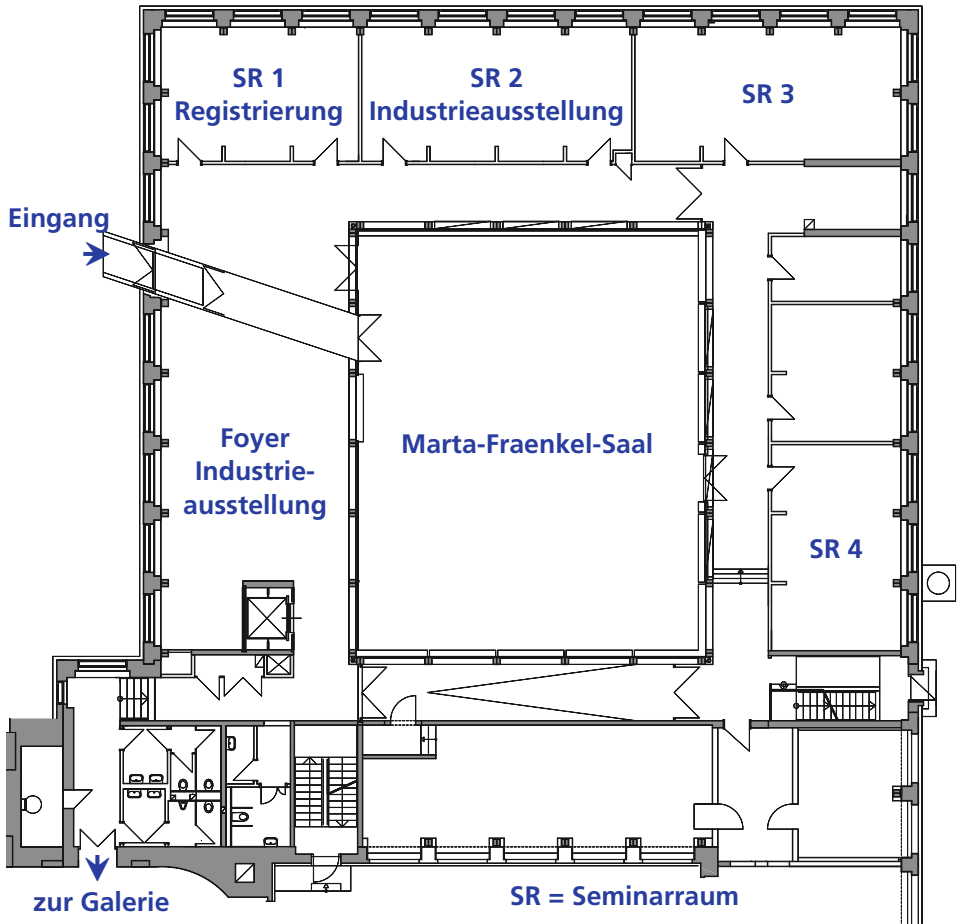 SR 1
Registrierung
SR 2
Industrieausstellung
SR 3
Eingang
Foyer
Industrie-
ausstellung
Marta-Fraenkel-Saal
SR 4
zur Galerie
SR = Seminarraum